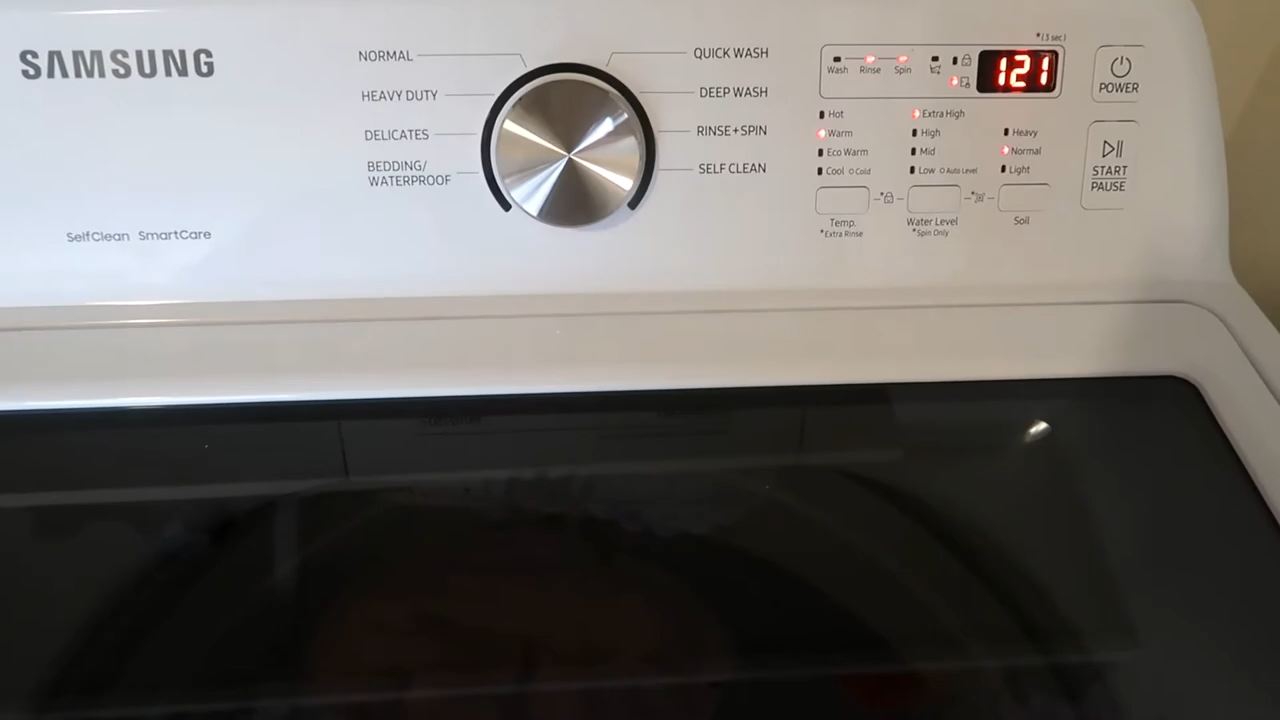 SAMSUNG
SelfClean SmartCare
NORMAL
HEAVY DUTY
DELICATES
BEDDING/
WATERPROOF
QUICK WASH
DEEP WASH
RINSE+SPIN
SELF CLEAN
*(3 sec)
Wash Rinse Spin
121
Hot
Warm
Eco Warm
Cool Cold
Temp.
*Extra Rinse
Extra High
High
Mid
Low Auto Level
Water Level
*Spin Only
Heavy
Normal
Light
Soil
POWER
START
PAUSE